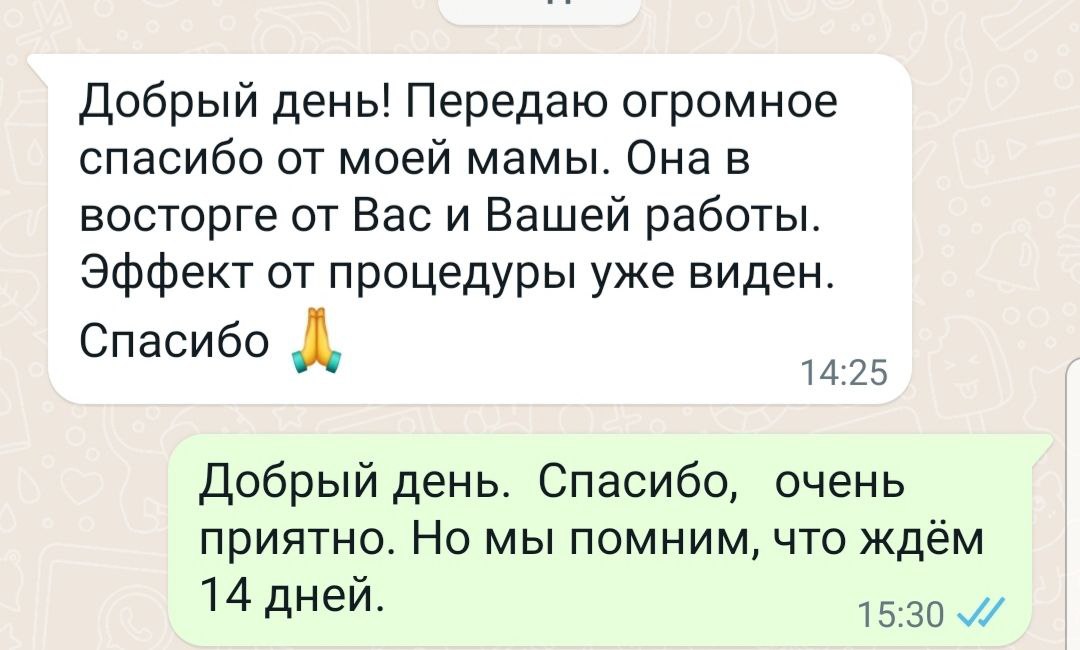 Добрый день! Передаю огромное
спасибо от моей мамы. Она в
восторге от Вас и Вашей работы.
Эффект от процедуры уже виден.
Спасибо 🙏
14:25
Добрый день.  Спасибо,   очень
приятно. Но мы помним, что ждём
14 дней.
15:30